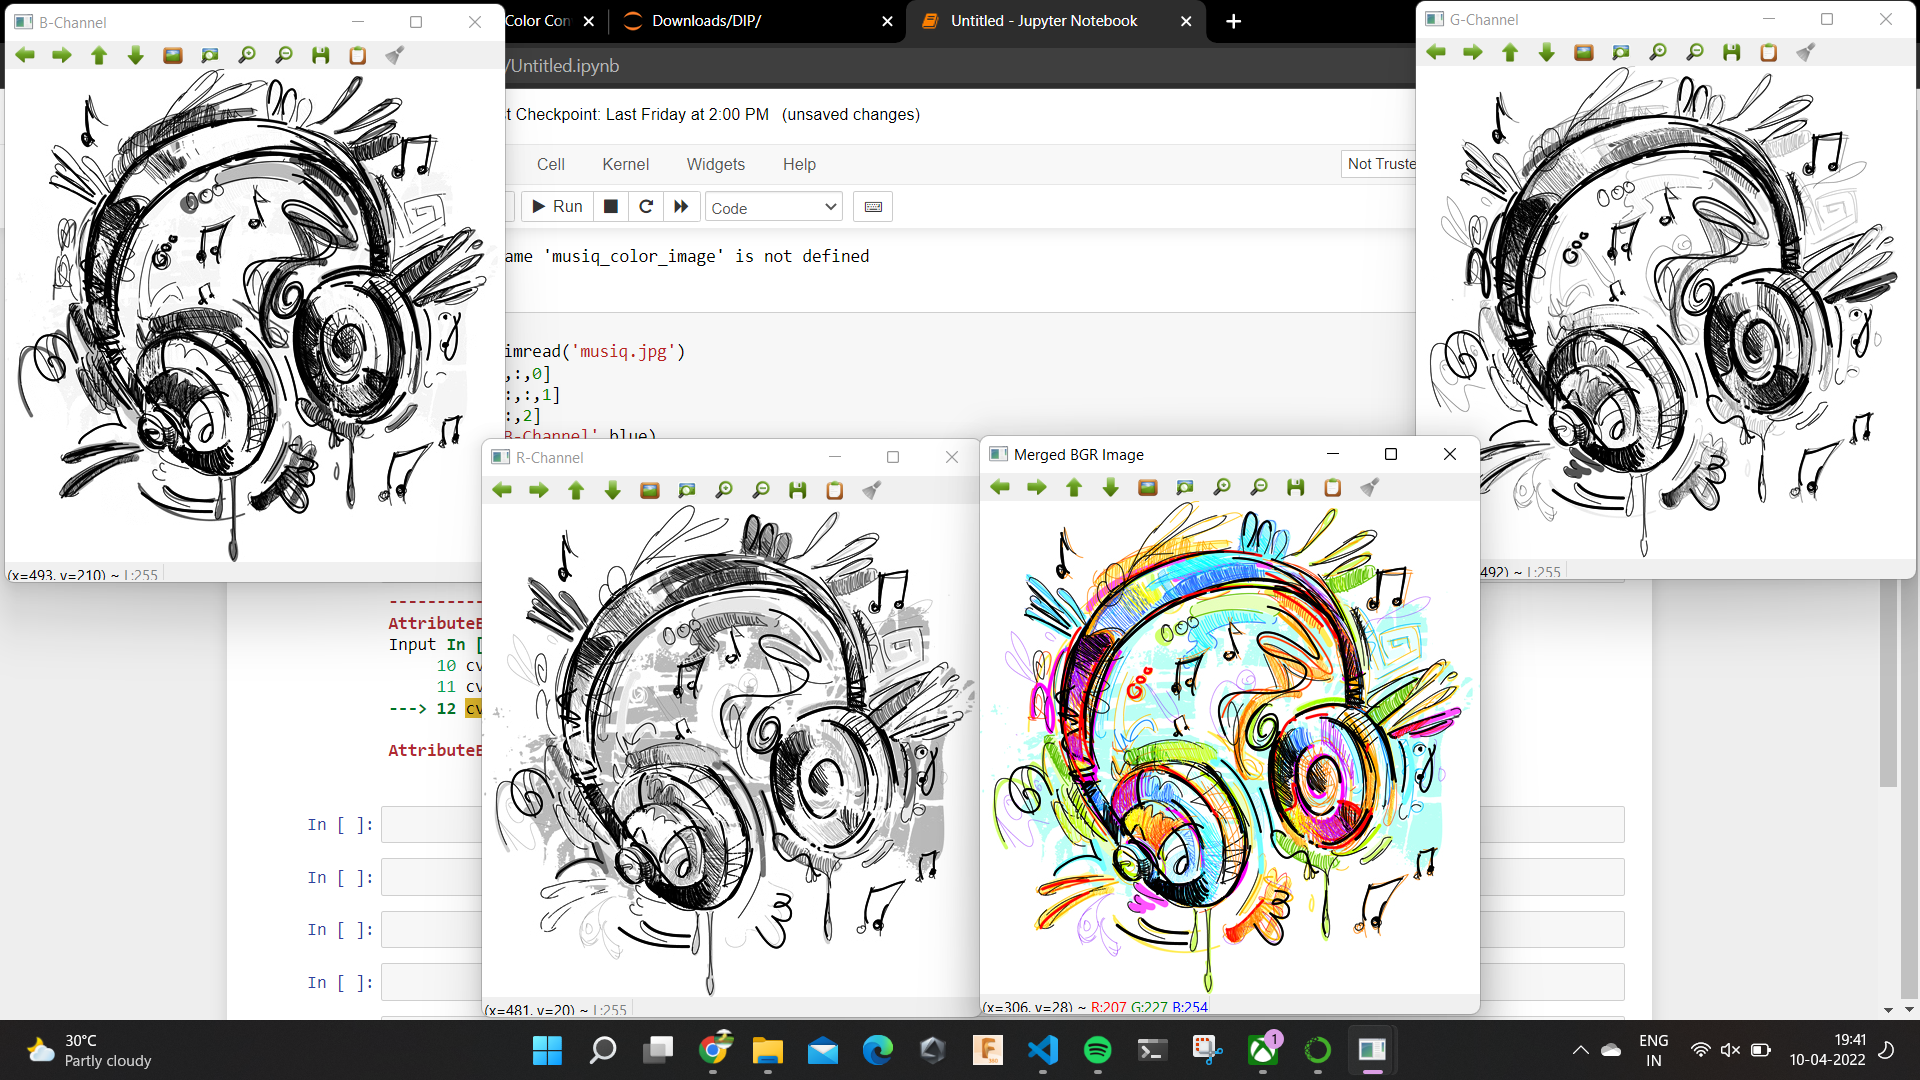 B-Channel
Color Con
Downloads/DIP/
Untitled - Jupyter Notebook
G-Channel
/Untitled.ipynb
t Checkpoint: Last Friday at 2:00 PM (unsaved changes)
Cell Kernel Widgets Help
Not Truste
Run
Code
ame 'musiq_color_image' is not defined
imread('musiq.jpg')
,:,0]
:,:,1]
:,2]
B-Channel',blue)
R-Channel
Merged BGR Image
(x=493, y=210) ~ L:255
492) ~ L:255
AttributeE
Input In [
10 cv
11 cv
---> 12 cv
AttributeE
In [ ]:
In [ ]:
In [ ]:
In [ ]:
(x=481, y=20) ~ L:255
(x=306, y=28) ~ R:207 G:227 B:254
30°C
Partly cloudy
1
ENG
IN
19:41
10-04-2022